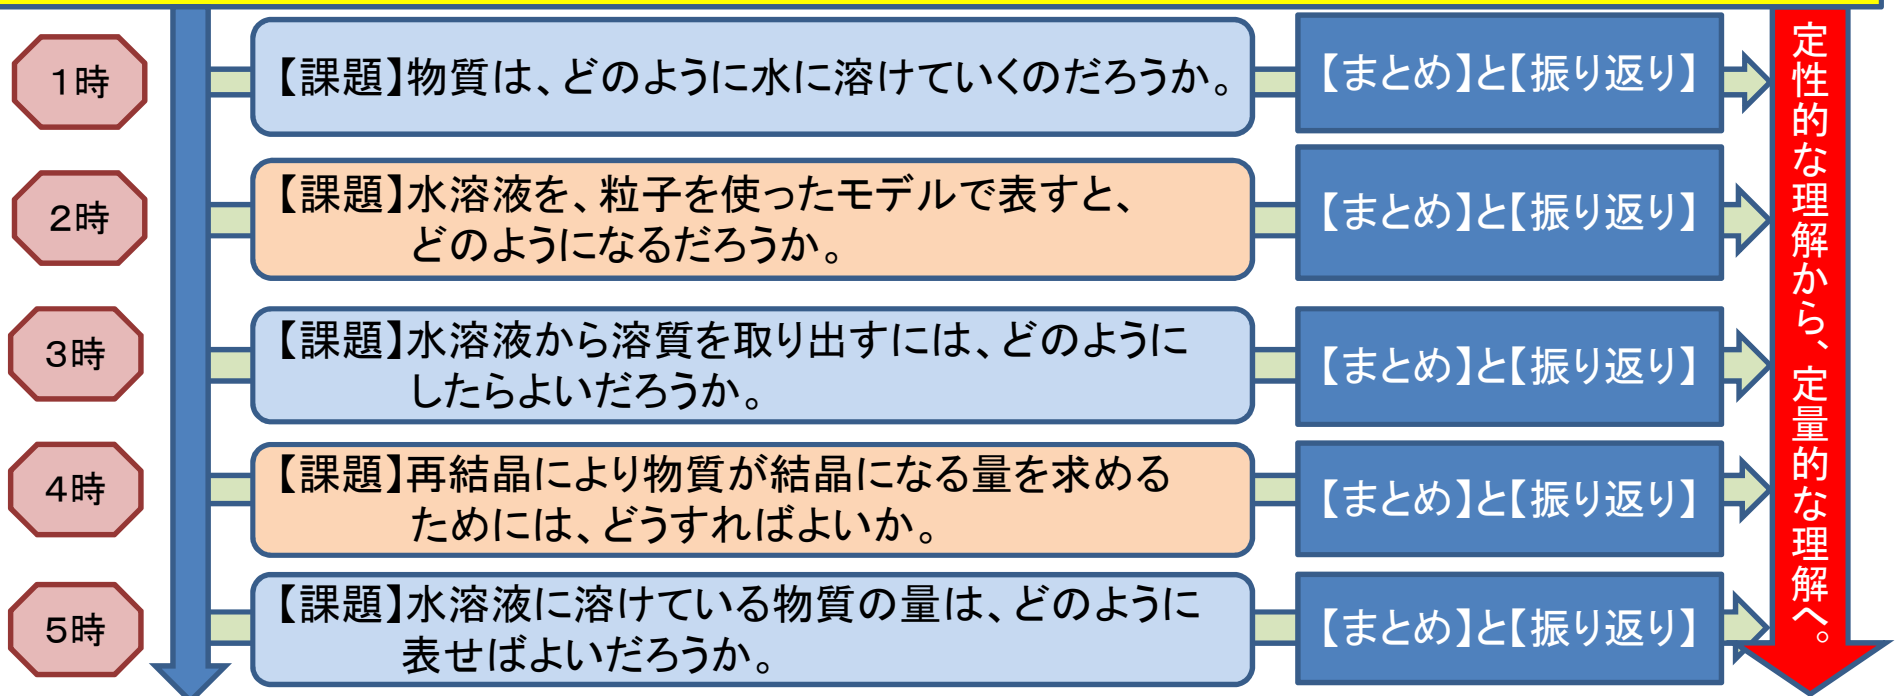 1時
【課題】物質は、どのように水に溶けていくのだろうか。
【まとめ】と【振り返り】
2時
【課題】水溶液を、粒子を使ったモデルで表すと、
どのようになるだろうか。
【まとめ】と【振り返り】
3時
【課題】水溶液から溶質を取り出すには、どのように
したらよいだろうか。
【まとめ】と【振り返り】
4時
【課題】再結晶により物質が結晶になる量を求める
ためには、どうすればよいか。
【まとめ】と【振り返り】
5時
【課題】水溶液に溶けている物質の量は、どのように
表せばよいだろうか。
【まとめ】と【振り返り】
定性的な理解から、定量的な理解へ。